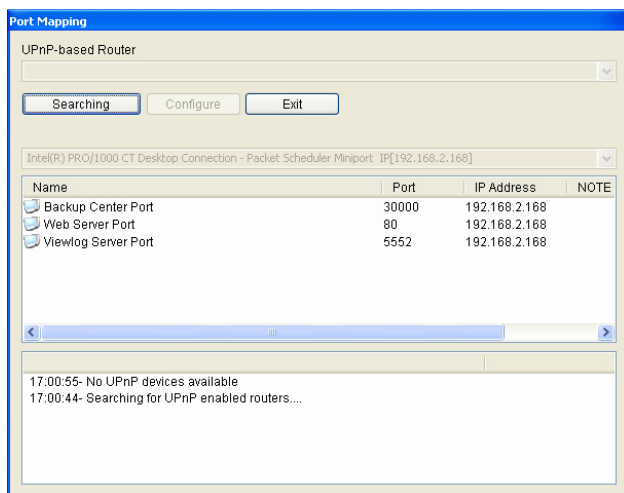 Port Mapping
UPnP-based Router
Searching Configure Exit
Intel(R) PRO/1000 CT Desktop Connection - Packet Scheduler Miniport IP[192.168.2.168]
Name Port IP Address NOTE
Backup Center Port 30000 192.168.2.168
Web Server Port 80 192.168.2.168
Viewlog Server Port 5552 192.168.2.168
17:00:55- No UPnP devices available
17:00:44- Searching for UPnP enabled routers....